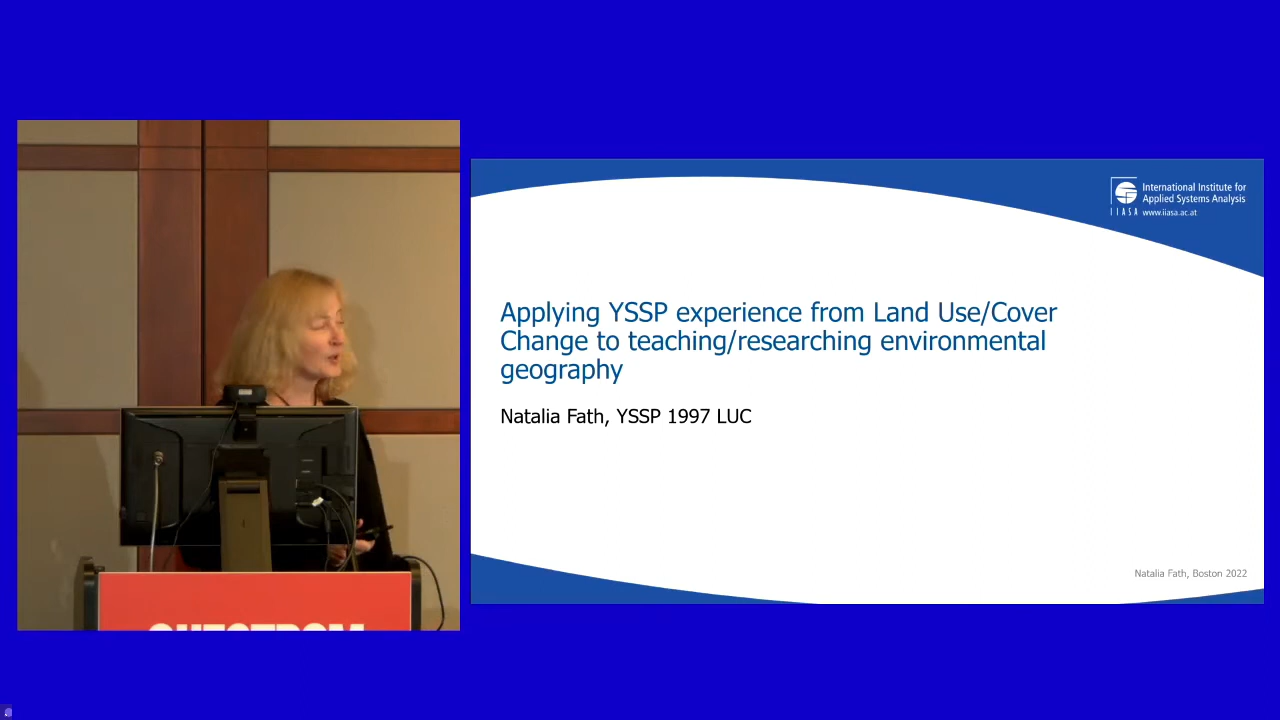 International Institute for
Applied Systems Analysis
IIASA www.iiasa.ac.at
Applying YSSP experience from Land Use/Cover
Change to teaching/researching environmental
geography
Natalia Fath, YSSP 1997 LUC
Natalia Fath, Boston 2022